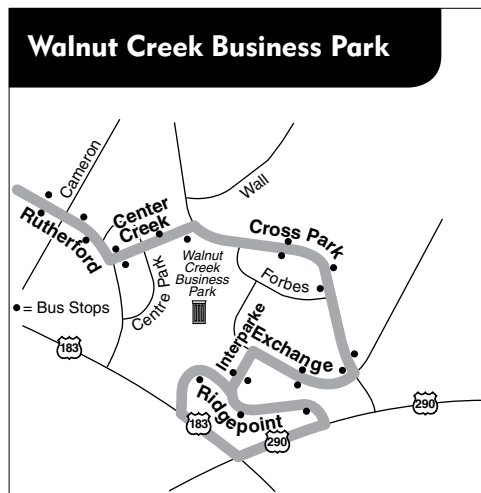 Walnut Creek Business Park
Cameron
Rutherford
Center
Creek
Wall
Cross Park
Centre Park
Walnut
Creek
Business
Park
Forbes
= Bus Stops
183
Interparke
Exchange
Ridgepoint
183
290
290